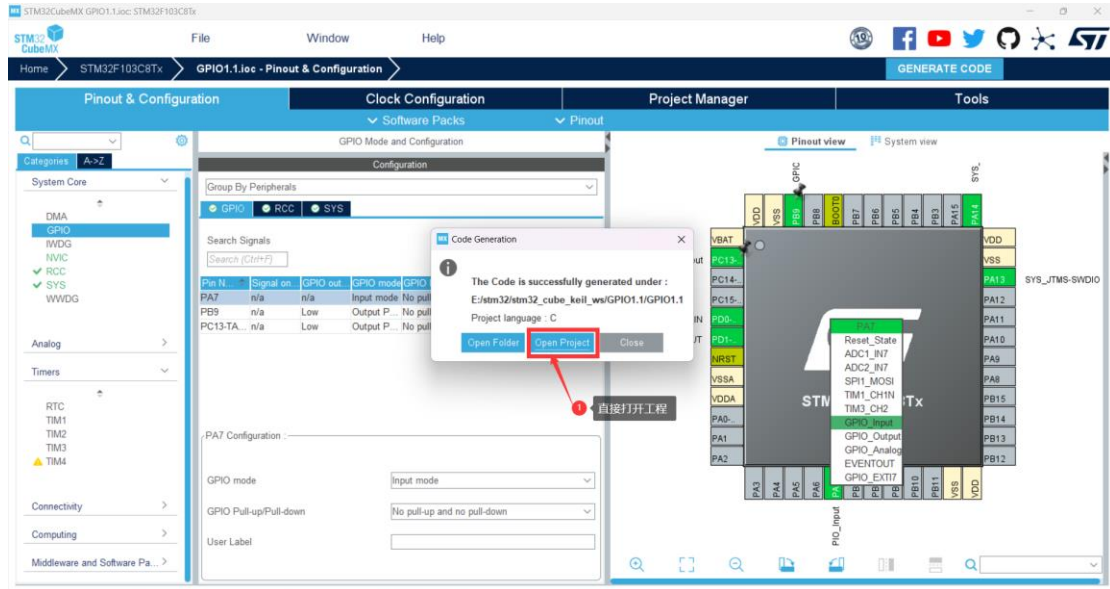 STM32CubeMX GPIO1.1.ioc: STM32F103C8Tx
STM32 CubeMX
File
Window
Help
Home
STM32F103C8Tx
GPIO1.1.ioc - Pinout & Configuration
GENERATE CODE
Pinout & Configuration
Clock Configuration
Project Manager
Tools
Software Packs
Pinout
Categories
A->Z
System Core
DMA
GPIO
IWDG
NVIC
RCC
SYS
WWDG
Analog
Timers
RTC
TIM1
TIM2
TIM3
TIM4
Connectivity
Computing
Middleware and Software Pa...
GPIO Mode and Configuration
Configuration
Group By Peripherals
GPIO
RCC
SYS
Search Signals
Search (Ctrl+F)
Pin N... Signal on... GPIO out... GPIO mode GPIO
PA7 n/a n/a Input mode No pull
PB9 n/a Low Output P... No pull
PC13-TA... n/a Low Output P... No pull
PA7 Configuration :
GPIO mode
Input mode
GPIO Pull-up/Pull-down
No pull-up and no pull-down
User Label
Code Generation
The Code is successfully generated under :
E:/stm32/stm32_cube_keil_ws/GPIO1.1/GPIO1.1
Project language : C
Open Folder
Open Project
Close
1
直接打开工程
Pinout view
System view
GPIC
SYS_
VDD
VSS
PB9
PB8
BOOT0
PB7
PB6
PB5
PB4
PB3
PA15
PA14
VBAT
PC13-..
PC14-..
PC15-..
PD0-..
PD1-..
NRST
VSSA
VDDA
PA0-..
PA1
PA2
VDD
VSS
PA13
SYS_JTMS-SWDIO
PA12
PA11
PA10
PA9
PA8
PB15
PB14
PB13
PB12
PA7
Reset_State
ADC1_IN7
ADC2_IN7
SPI1_MOSI
TIM1_CH1N
TIM3_CH2
GPIO_Input
GPIO_Output
GPIO_Analog
EVENTOUT
GPIO_EXTI7
PA3
PA4
PA5
PA6
PB10
PB11
VSS
VDD
PIO_Input